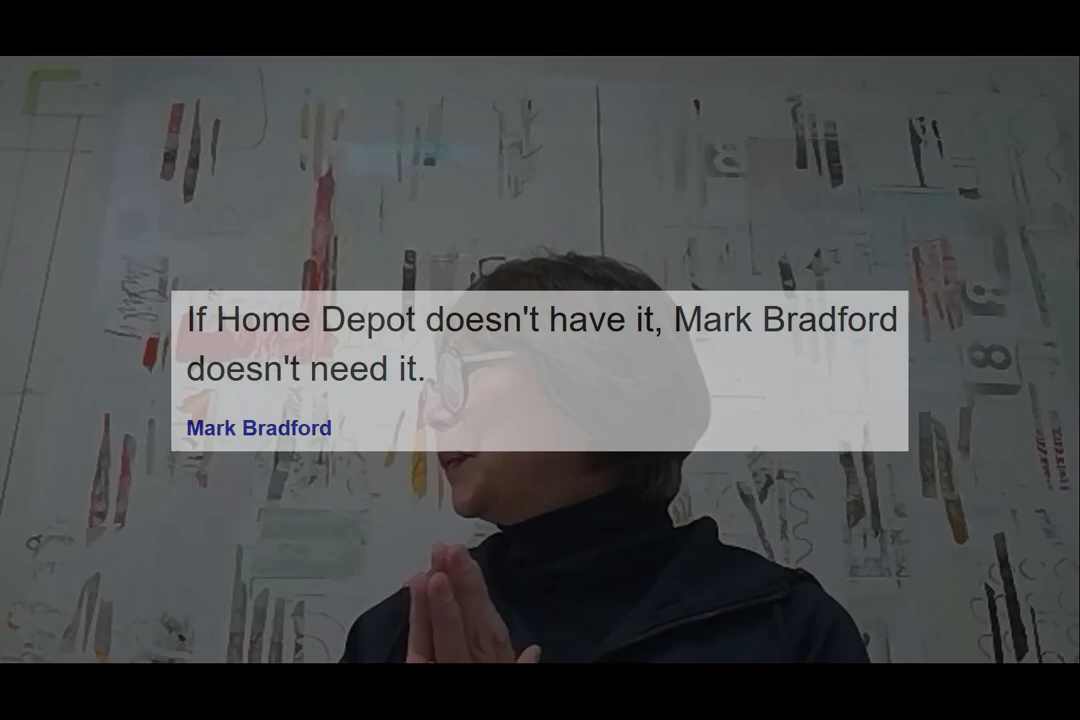 If Home Depot doesn't have it, Mark Bradford
doesn't need it.
Mark Bradford